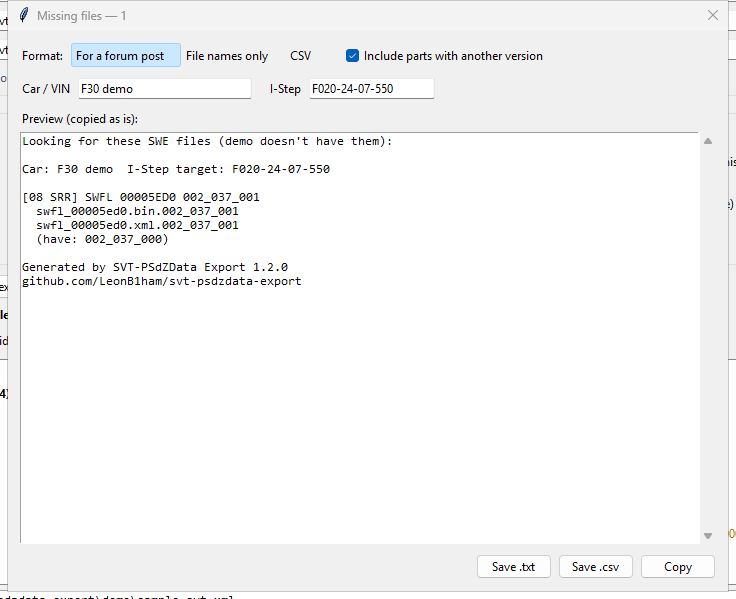 Missing files — 1
Format: For a forum post File names only CSV Include parts with another version
Car / VIN F30 demo I-Step F020-24-07-550
Preview (copied as is):
Looking for these SWE files (demo doesn't have them):
Car: F30 demo I-Step target: F020-24-07-550
[08 SRR] SWFL 00005ED0 002_037_001
swfl_00005ed0.bin.002_037_001
swfl_00005ed0.xml.002_037_001
(have: 002_037_000)
Generated by SVT-PSdZData Export 1.2.0
github.com/LeonB1ham/svt-psdzdata-export
Save .txt Save .csv Copy